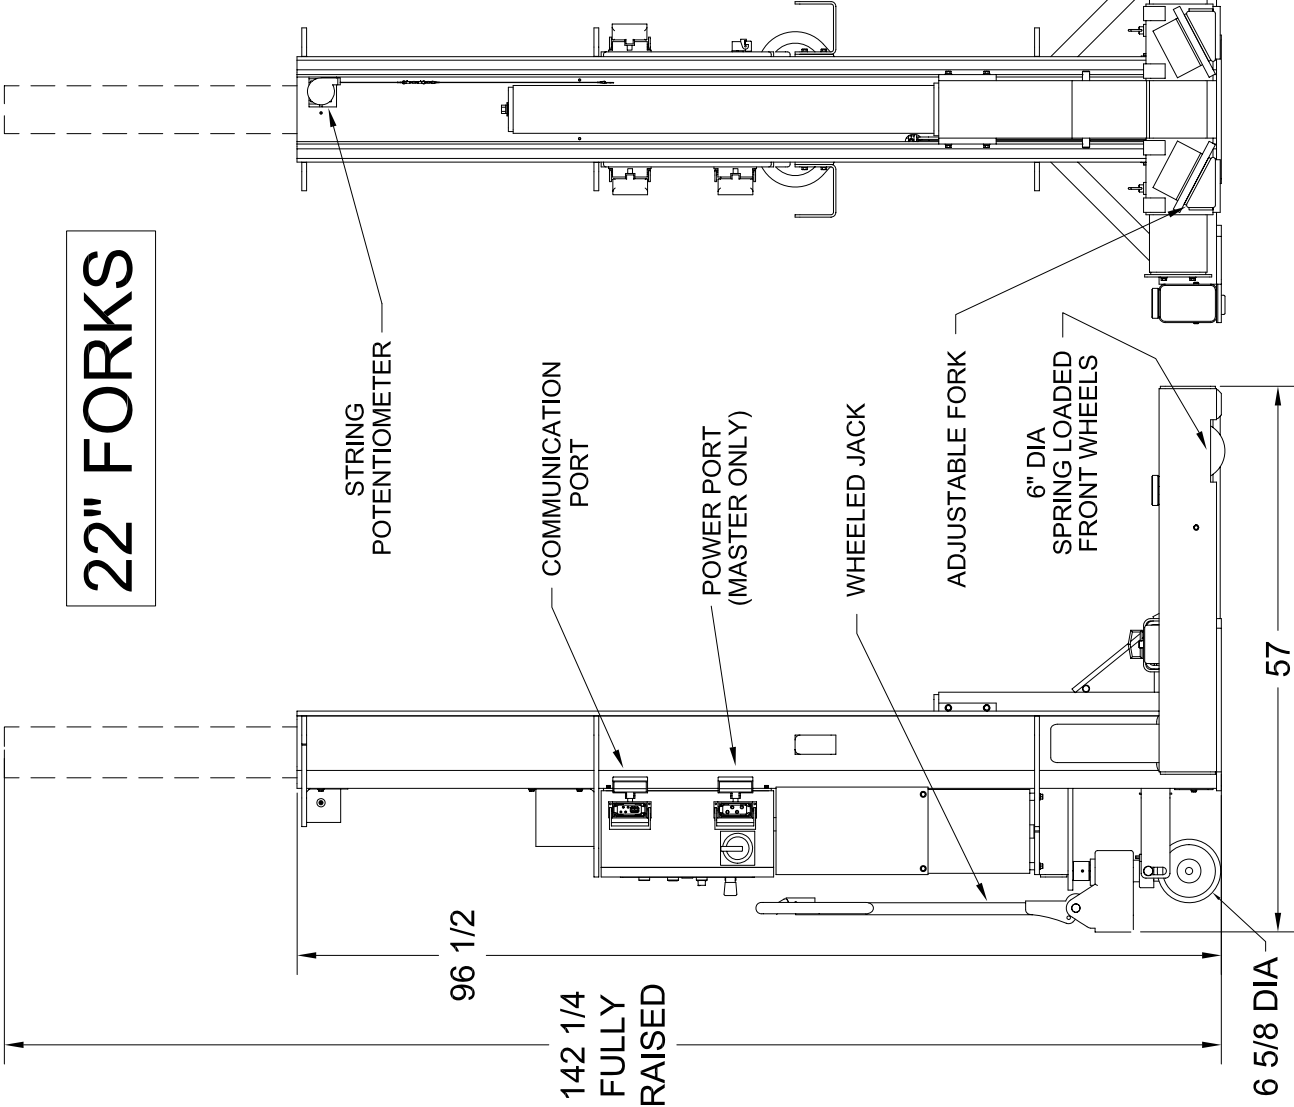 22" FORKS
STRING
POTENTIOMETER
COMMUNICATION
PORT
POWER PORT
(MASTER ONLY)
WHEELED JACK
ADJUSTABLE FORK
6" DIA
SPRING LOADED
FRONT WHEELS
57
96 1/2
142 1/4
FULLY
RAISED
6 5/8 DIA